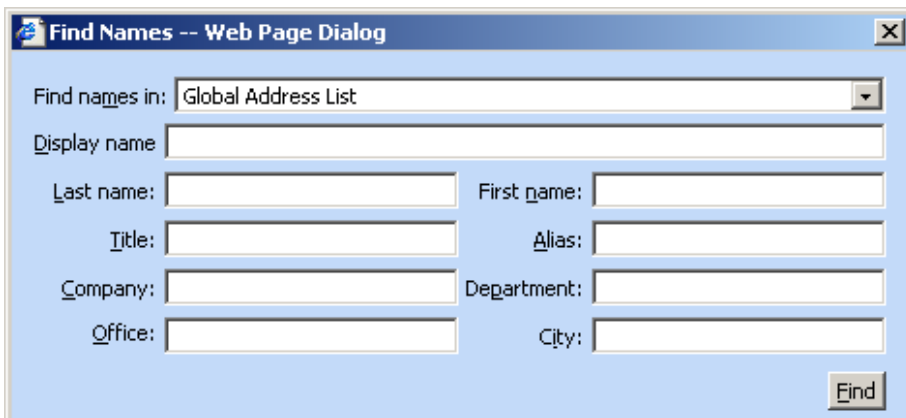 Find Names -- Web Page Dialog
Find names in: Global Address List
Display name
Last name: First name:
Title: Alias:
Company: Department:
Office: City:
Find